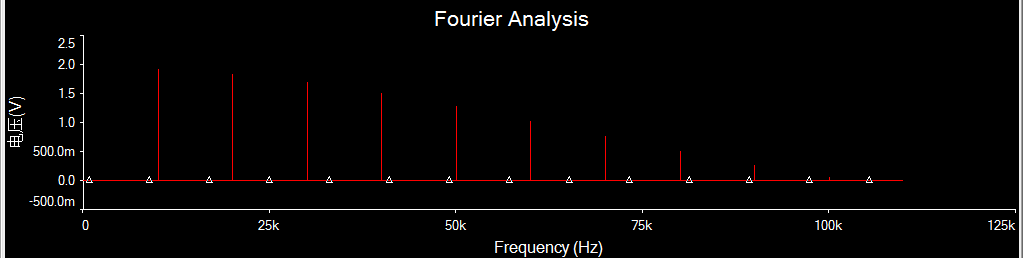 Fourier Analysis
2.5
2.0
1.5
1.0
500.0m
0.0
-500.0m
电压(V)
0 25k 50k 75k 100k 125k
Frequency (Hz)